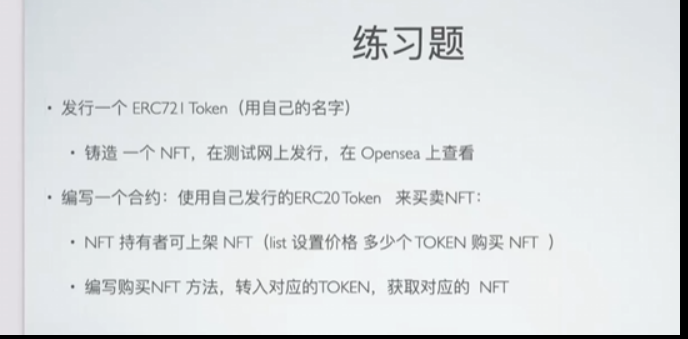 练习题
• 发行一个 ERC721 Token（用自己的名字）
• 铸造 一个 NFT，在测试网上发行，在 Opensea 上查看
• 编写一个合约：使用自己发行的ERC20 Token 来买卖NFT：
• NFT 持有者可上架 NFT（list 设置价格 多少个 TOKEN 购买 NFT ）
• 编写购买NFT 方法，转入对应的TOKEN，获取对应的 NFT